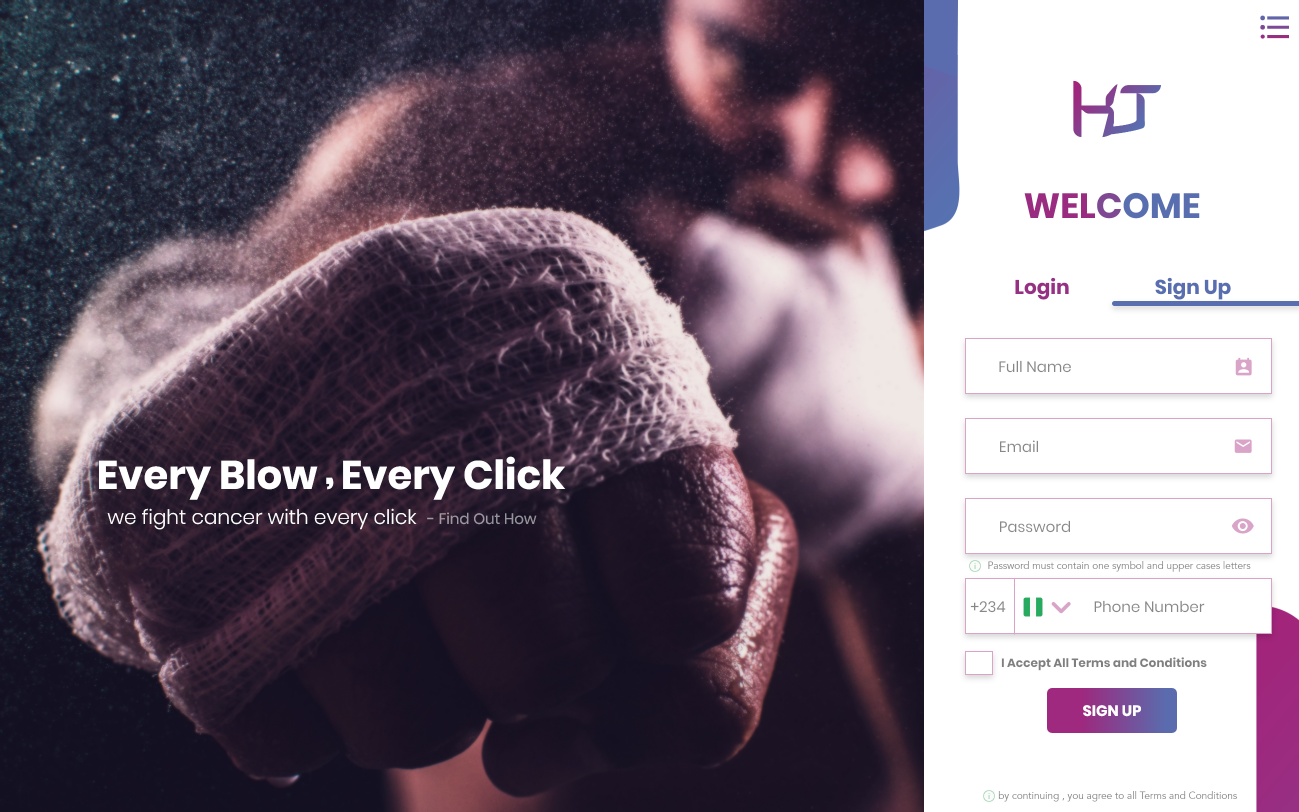 HJ
WELCOME
Login
Sign Up
Full Name
Email
Password
Password must contain one symbol and upper cases letters
+234
Phone Number
I Accept All Terms and Conditions
SIGN UP
by continuing , you agree to all Terms and Conditions
Every Blow , Every Click
we fight cancer with every click - Find Out How